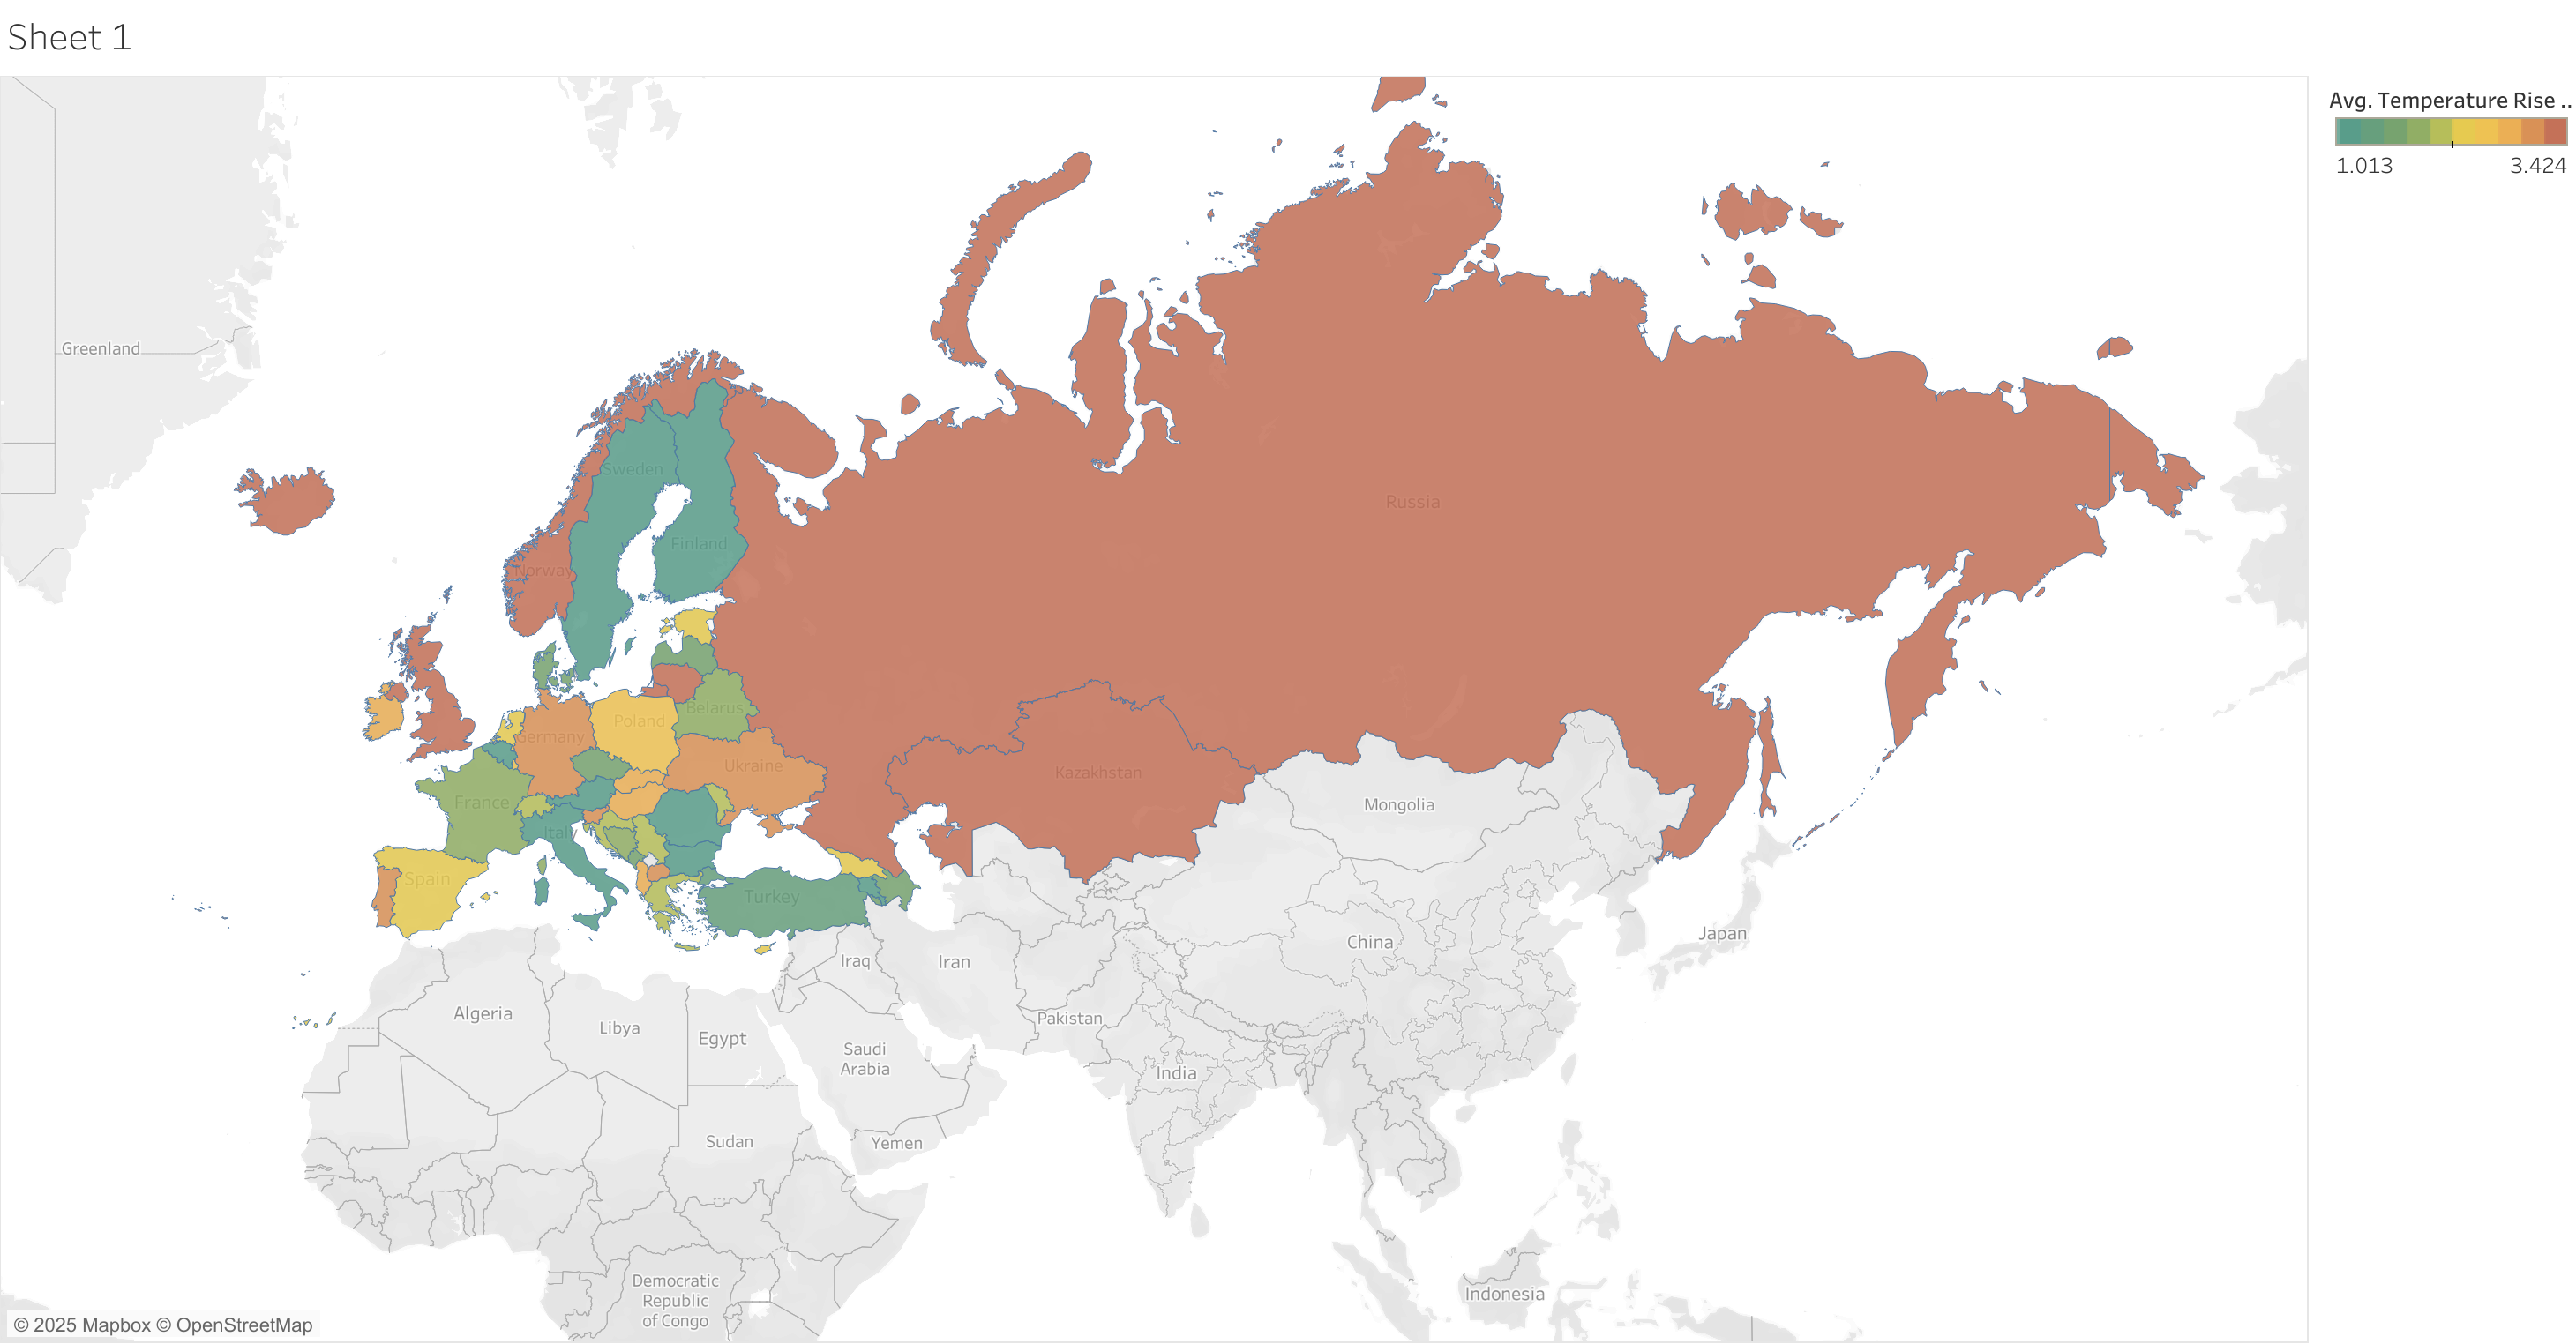 Sheet 1
Avg. Temperature Rise ..
1.013
3.424
Greenland
Sweden
Russia
Finland
Norway
Poland
Belarus
Germany
Ukraine
Kazakhstan
France
Mongolia
Italy
Spain
Turkey
Japan
China
Iraq
Iran
Algeria
Libya
Egypt
Pakistan
Saudi
Arabia
India
Sudan
Yemen
Democratic
Republic
of Congo
Indonesia
© 2025 Mapbox © OpenStreetMap